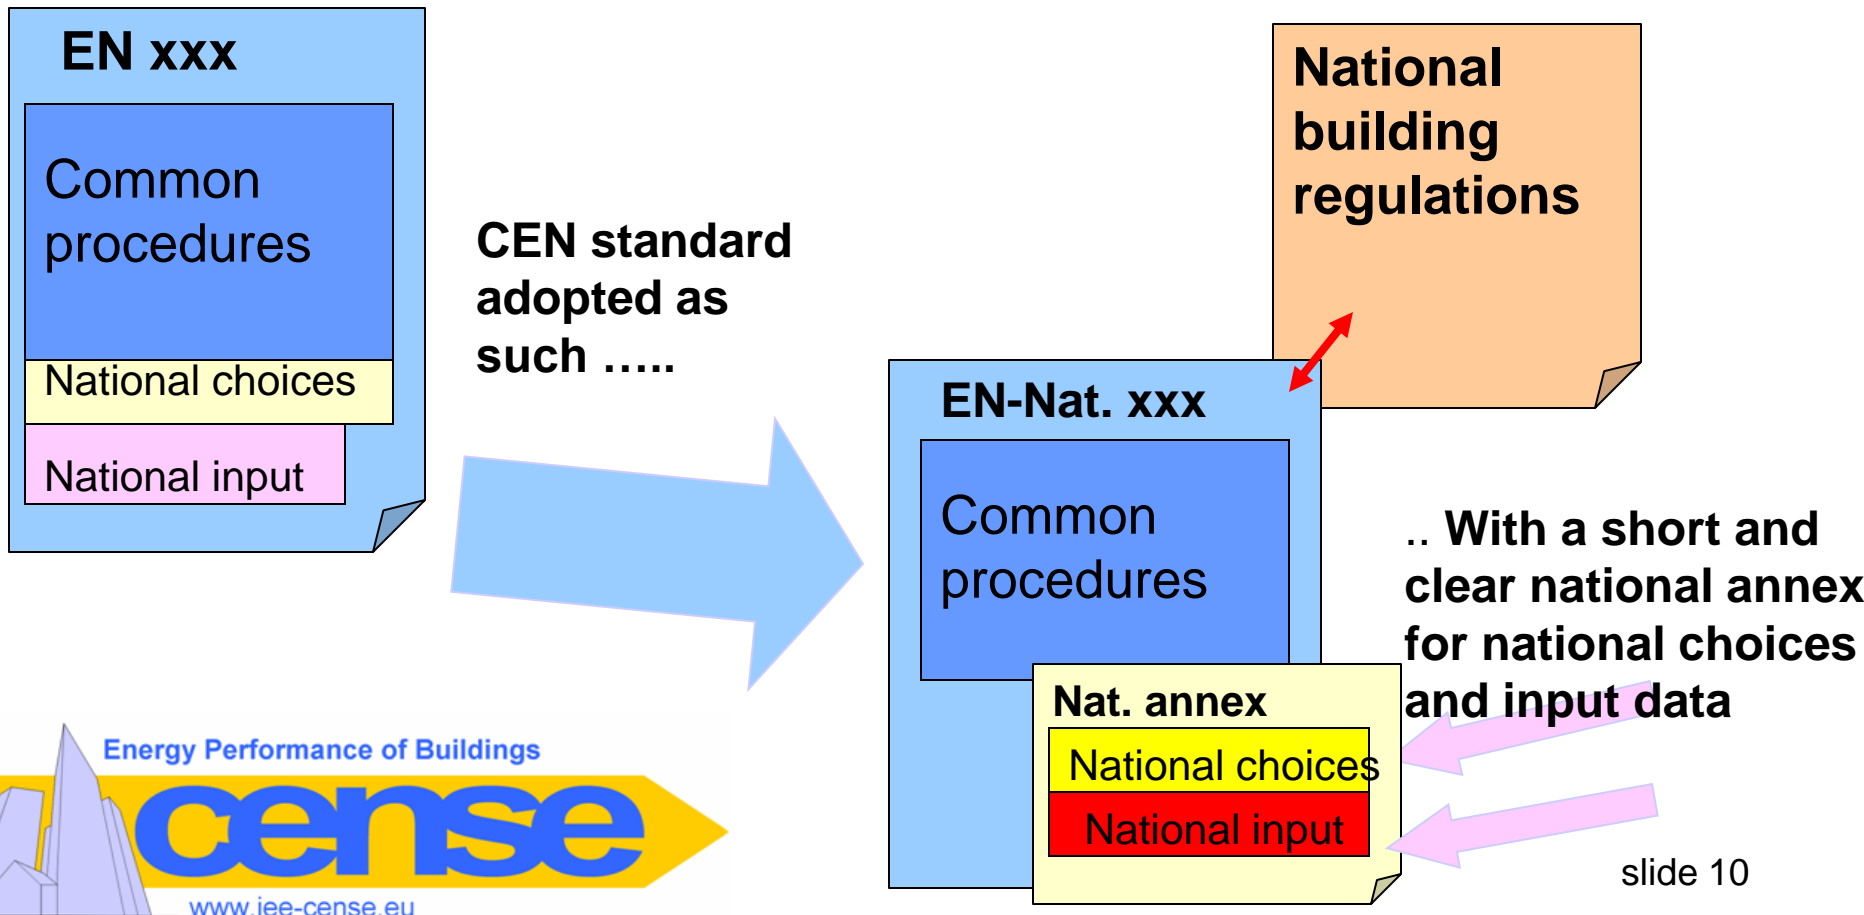 EN xxx
Common
procedures
National choices
National input
CEN standard
adopted as
such …..
National
building
regulations
EN-Nat. xxx
Common
procedures
Nat. annex
National choices
National input
.. With a short and
clear national annex
for national choices
and input data
Energy Performance of Buildings
cense
www.iee-cense.eu
slide 10